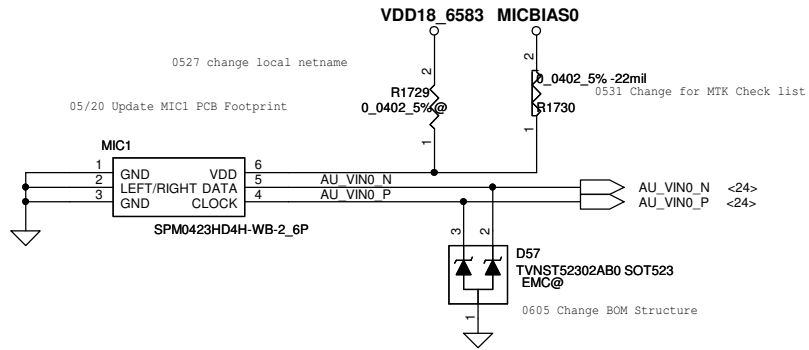 VDD18_6583 MICBIAS0
0527 change local netname
2
2
0_0402_5% -22mil
R1729
0_0402_5%@
0531 Change for MTK Check list
R1730
05/20 Update MIC1 PCB Footprint
1
1
MIC1
1 GND VDD 6
2 LEFT/RIGHT DATA 5 AU_VIN0_N
3 GND CLOCK 4 AU_VIN0_P
AU_VIN0_N <24>
AU_VIN0_P <24>
SPM0423HD4H-WB-2_6P
3
2
D57
TVNST52302AB0 SOT523
EMC@
0605 Change BOM Structure
1